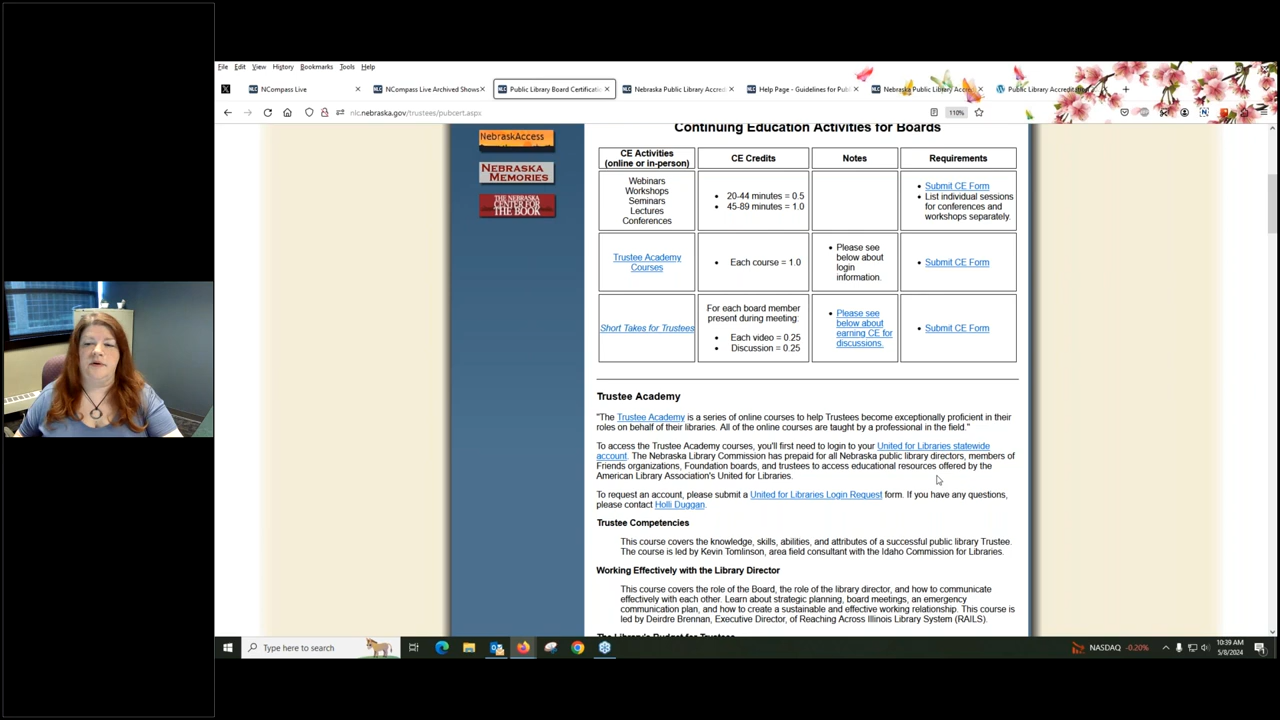 File Edit View History Bookmarks Tools Help
NCompass Live
NCompass Live Archived Shows
Public Library Board Certificati
Nebraska Public Library Accred
Help Page - Guidelines for Pub
Nebraska Public Library Accre
Public Library Accredit
nlc.nebraska.gov/trustees/pubcert.aspx
110%
Continuing Education Activities for Boards
NebraskAccess
NEBRASKA
MEMORIES
THE NEBRASKA
CENTER FOR
THE BOOK
CE Activities
(online or in-person)
CE Credits
Notes
Requirements
Webinars
Workshops
Seminars
Lectures
Conferences
• 20-44 minutes = 0.5
• 45-89 minutes = 1.0
• Submit CE Form
• List individual sessions
for conferences and
workshops separately.
Trustee Academy
Courses
• Each course = 1.0
• Please see
below about
login
information.
• Submit CE Form
Short Takes for Trustees
For each board member
present during meeting:
• Each video = 0.25
• Discussion = 0.25
• Please see
below about
earning CE for
discussions.
• Submit CE Form
Trustee Academy
"The Trustee Academy is a series of online courses to help Trustees become exceptionally proficient in their
roles on behalf of their libraries. All of the online courses are taught by a professional in the field."
To access the Trustee Academy courses, you'll first need to login to your United for Libraries statewide
account. The Nebraska Library Commission has prepaid for all Nebraska public library directors, members of
Friends organizations, Foundation boards, and trustees to access educational resources offered by the
American Library Association's United for Libraries.
To request an account, please submit a United for Libraries Login Request form. If you have any questions,
please contact Holli Duggan.
Trustee Competencies
This course covers the knowledge, skills, abilities, and attributes of a successful public library Trustee.
The course is led by Kevin Tomlinson, area field consultant with the Idaho Commission for Libraries.
Working Effectively with the Library Director
This course covers the role of the Board, the role of the library director, and how to communicate
effectively with each other. Learn about strategic planning, board meetings, an emergency
communication plan, and how to create a sustainable and effective working relationship. This course is
led by Deirdre Brennan, Executive Director, of Reaching Across Illinois Library System (RAILS).
The Library's Budget for Trustees
Type here to search
NASDAQ -0.20%
10:39 AM
5/8/2024